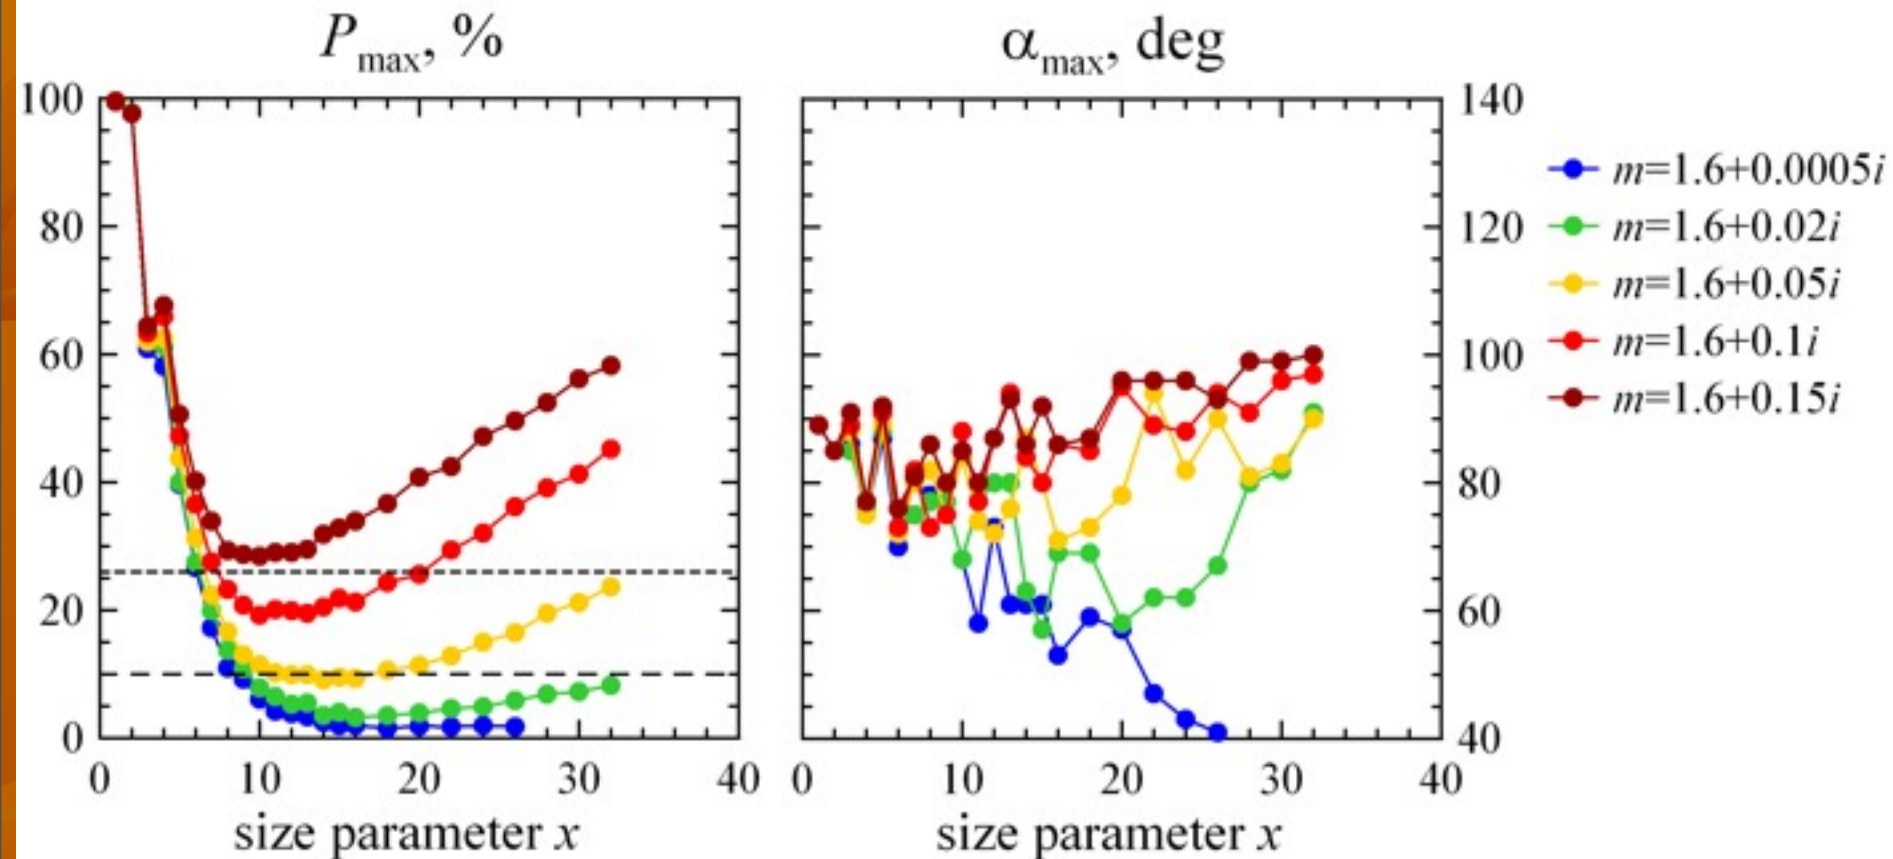 Pmax, %
αmax, deg
100
80
60
40
20
0
0 10 20 30 40
size parameter x
140
120
100
80
60
40
0 10 20 30 40
size parameter x
m=1.6+0.0005i
m=1.6+0.02i
m=1.6+0.05i
m=1.6+0.1i
m=1.6+0.15i